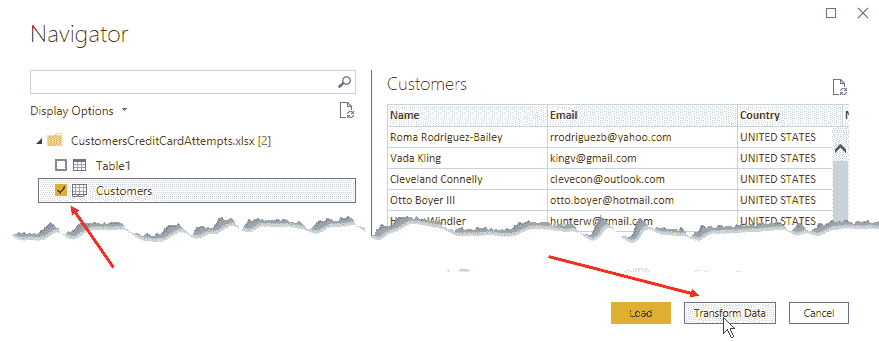 Navigator
Display Options
CustomersCreditCardAttempts.xlsx [2]
Table1
Customers
Customers
Name Email Country
Roma Rodriguez-Bailey rrodriguezb@yahoo.com UNITED STATES
Vada Kling kingv@gmail.com UNITED STATES
Cleveland Connelly clevecon@outlook.com UNITED STATES
Otto Boyer III otto.boyer@hotmail.com UNITED STATES
Windler hunterw@gmail.com UNITED STATES
Load Transform Data Cancel